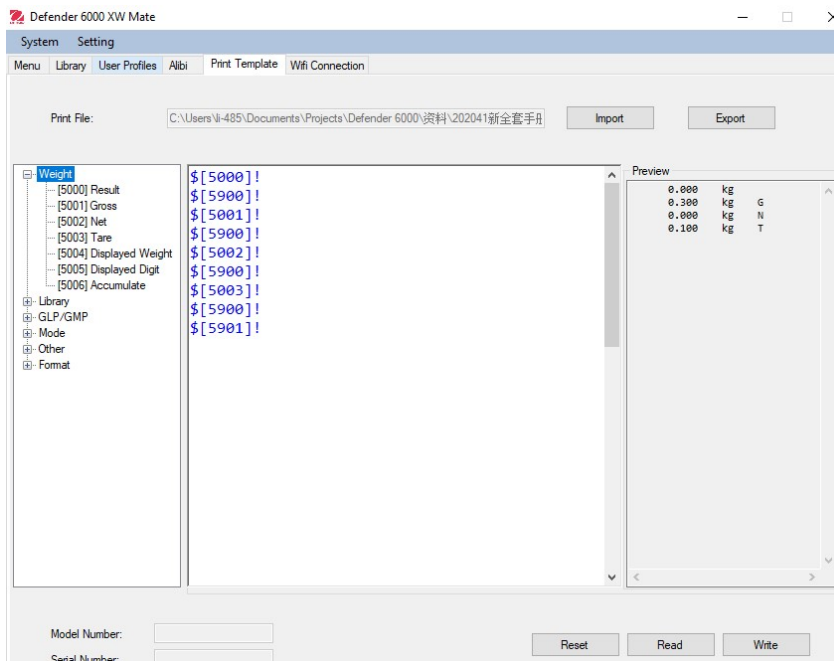 Defender 6000 XW Mate
System Setting
Menu Library User Profiles Alibi Print Template Wifi Connection
Print File: C:\Users\li-485\Documents\Projects\Defender 6000\资料\202041新全套手册 Import Export
Weight
[5000] Result
[5001] Gross
[5002] Net
[5003] Tare
[5004] Displayed Weight
[5005] Displayed Digit
[5006] Accumulate
Library
GLP/GMP
Mode
Other
Format
$[5000]!
$[5900]!
$[5001]!
$[5900]!
$[5002]!
$[5900]!
$[5003]!
$[5900]!
$[5901]!
Preview
0.000 kg
0.300 kg G
0.000 kg N
0.100 kg T
Model Number:
Serial Number:
Reset Read Write